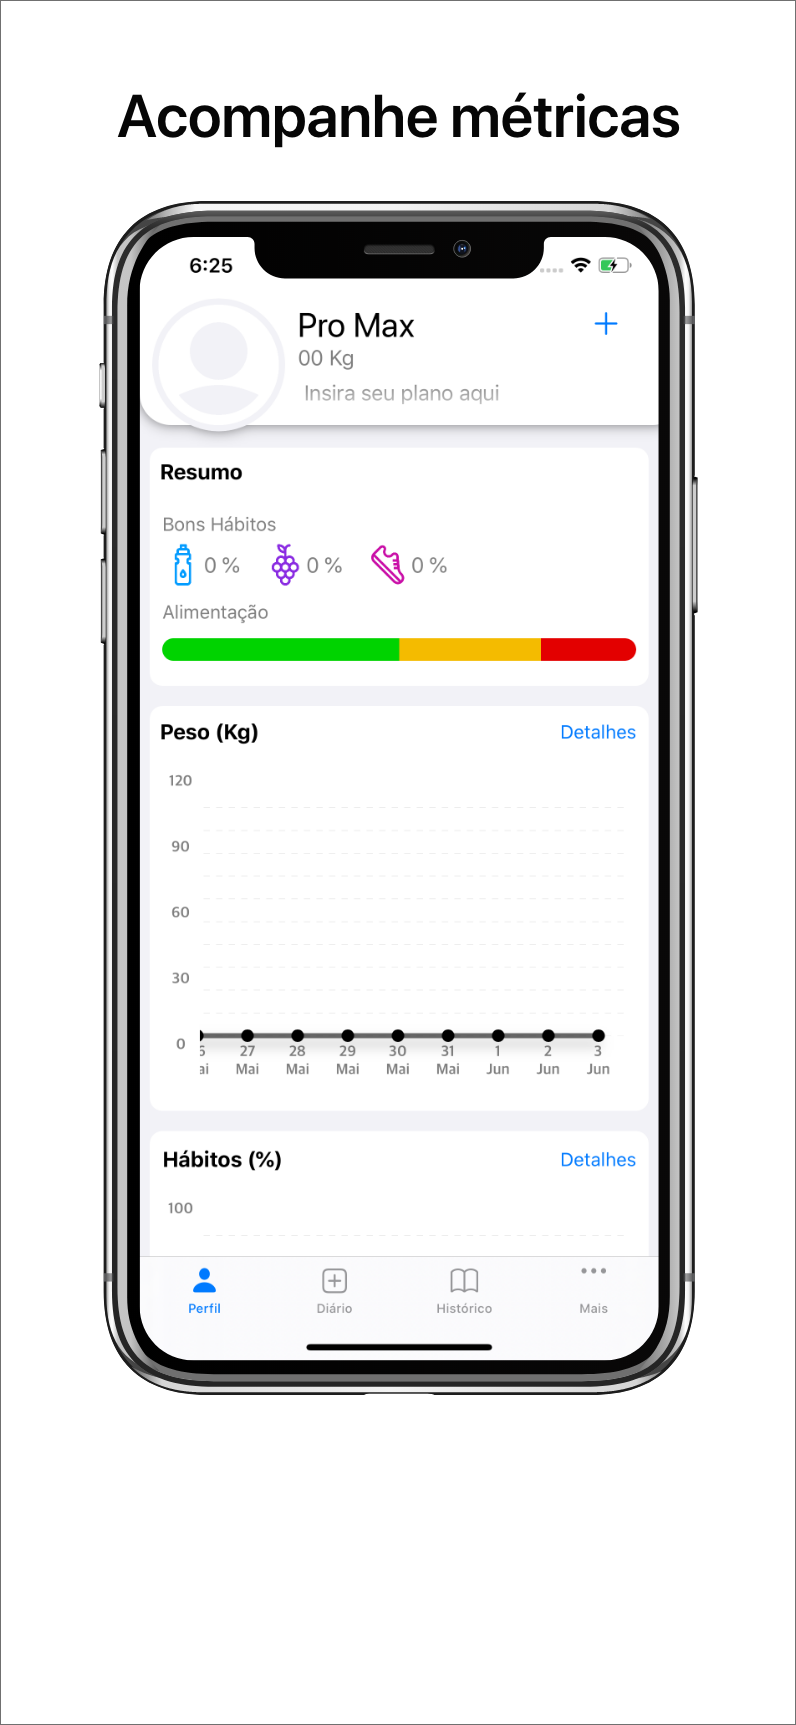 Acompanhe métricas
6:25
Pro Max
00 Kg
Insira seu plano aqui
Resumo
Bons Hábitos
0 % 0 % 0 %
Alimentação
Peso (Kg) Detalhes
120
90
60
30
0
6 27 28 29 30 31 1 2 3
ai Mai Mai Mai Mai Mai Jun Jun Jun
Hábitos (%) Detalhes
100
Perfil Diário Histórico Mais